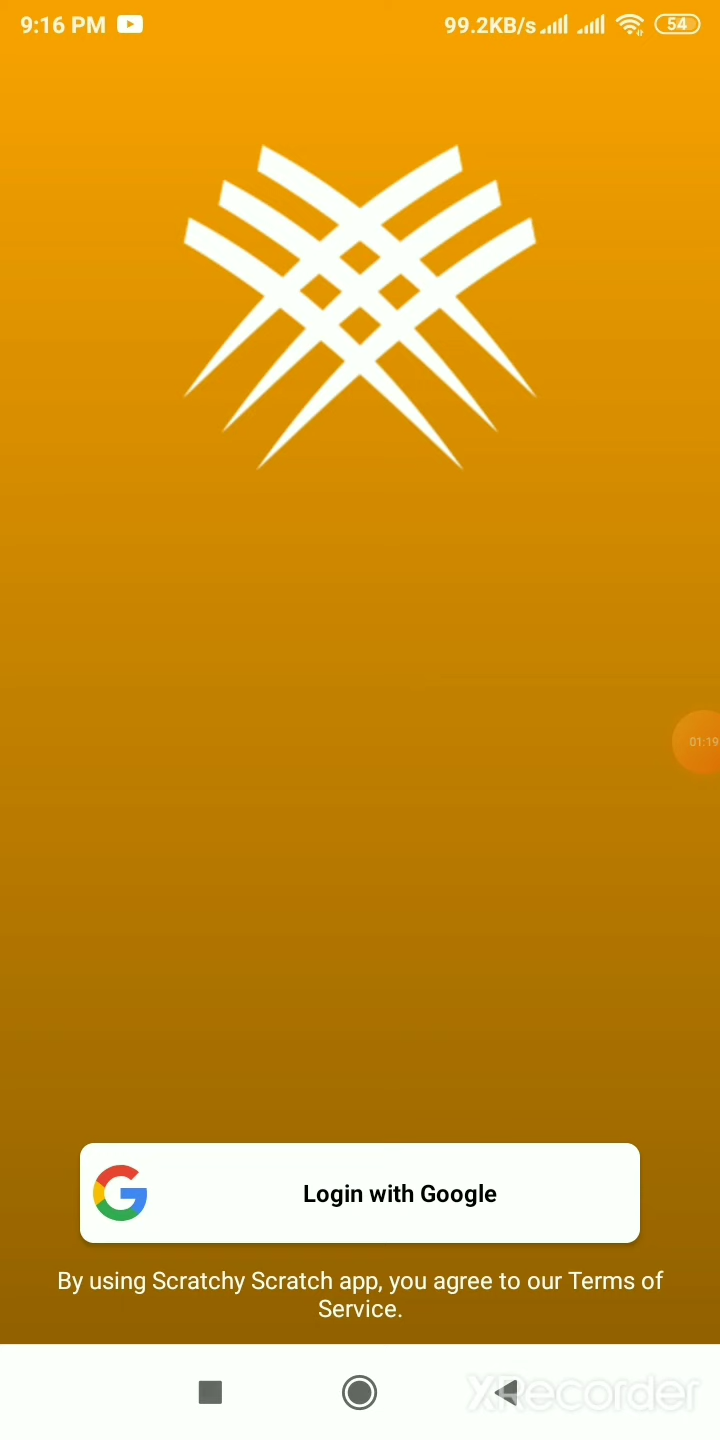 9:16 PM 99.2KB/s 54
01:19
Login with Google
By using Scratchy Scratch app, you agree to our Terms of
Service.
XRecorder